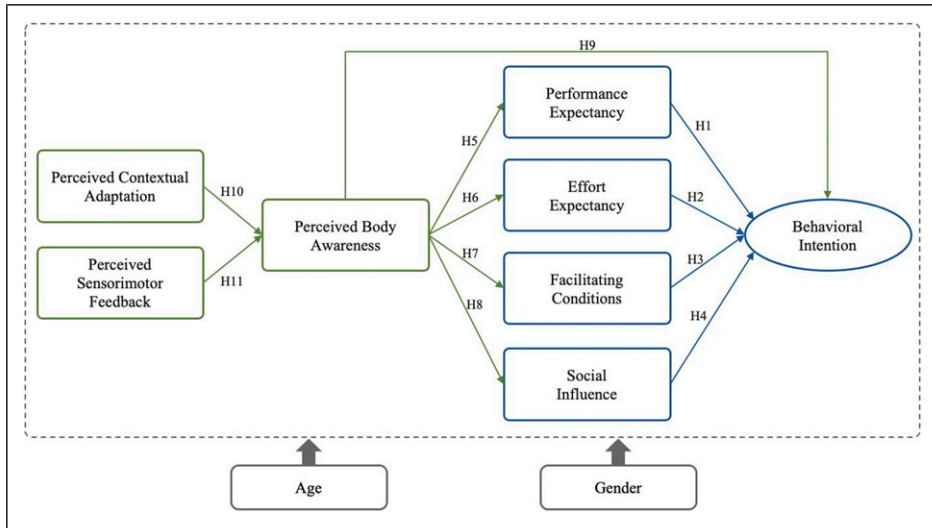 H9
Performance
Expectancy
H1
H5
Perceived Contextual
Adaptation
H10
H6
Effort
Expectancy
H2
Perceived Body
Awareness
Behavioral
Intention
Perceived
Sensorimotor
Feedback
H11
H7
Facilitating
Conditions
H3
H8
H4
Social
Influence
Age
Gender